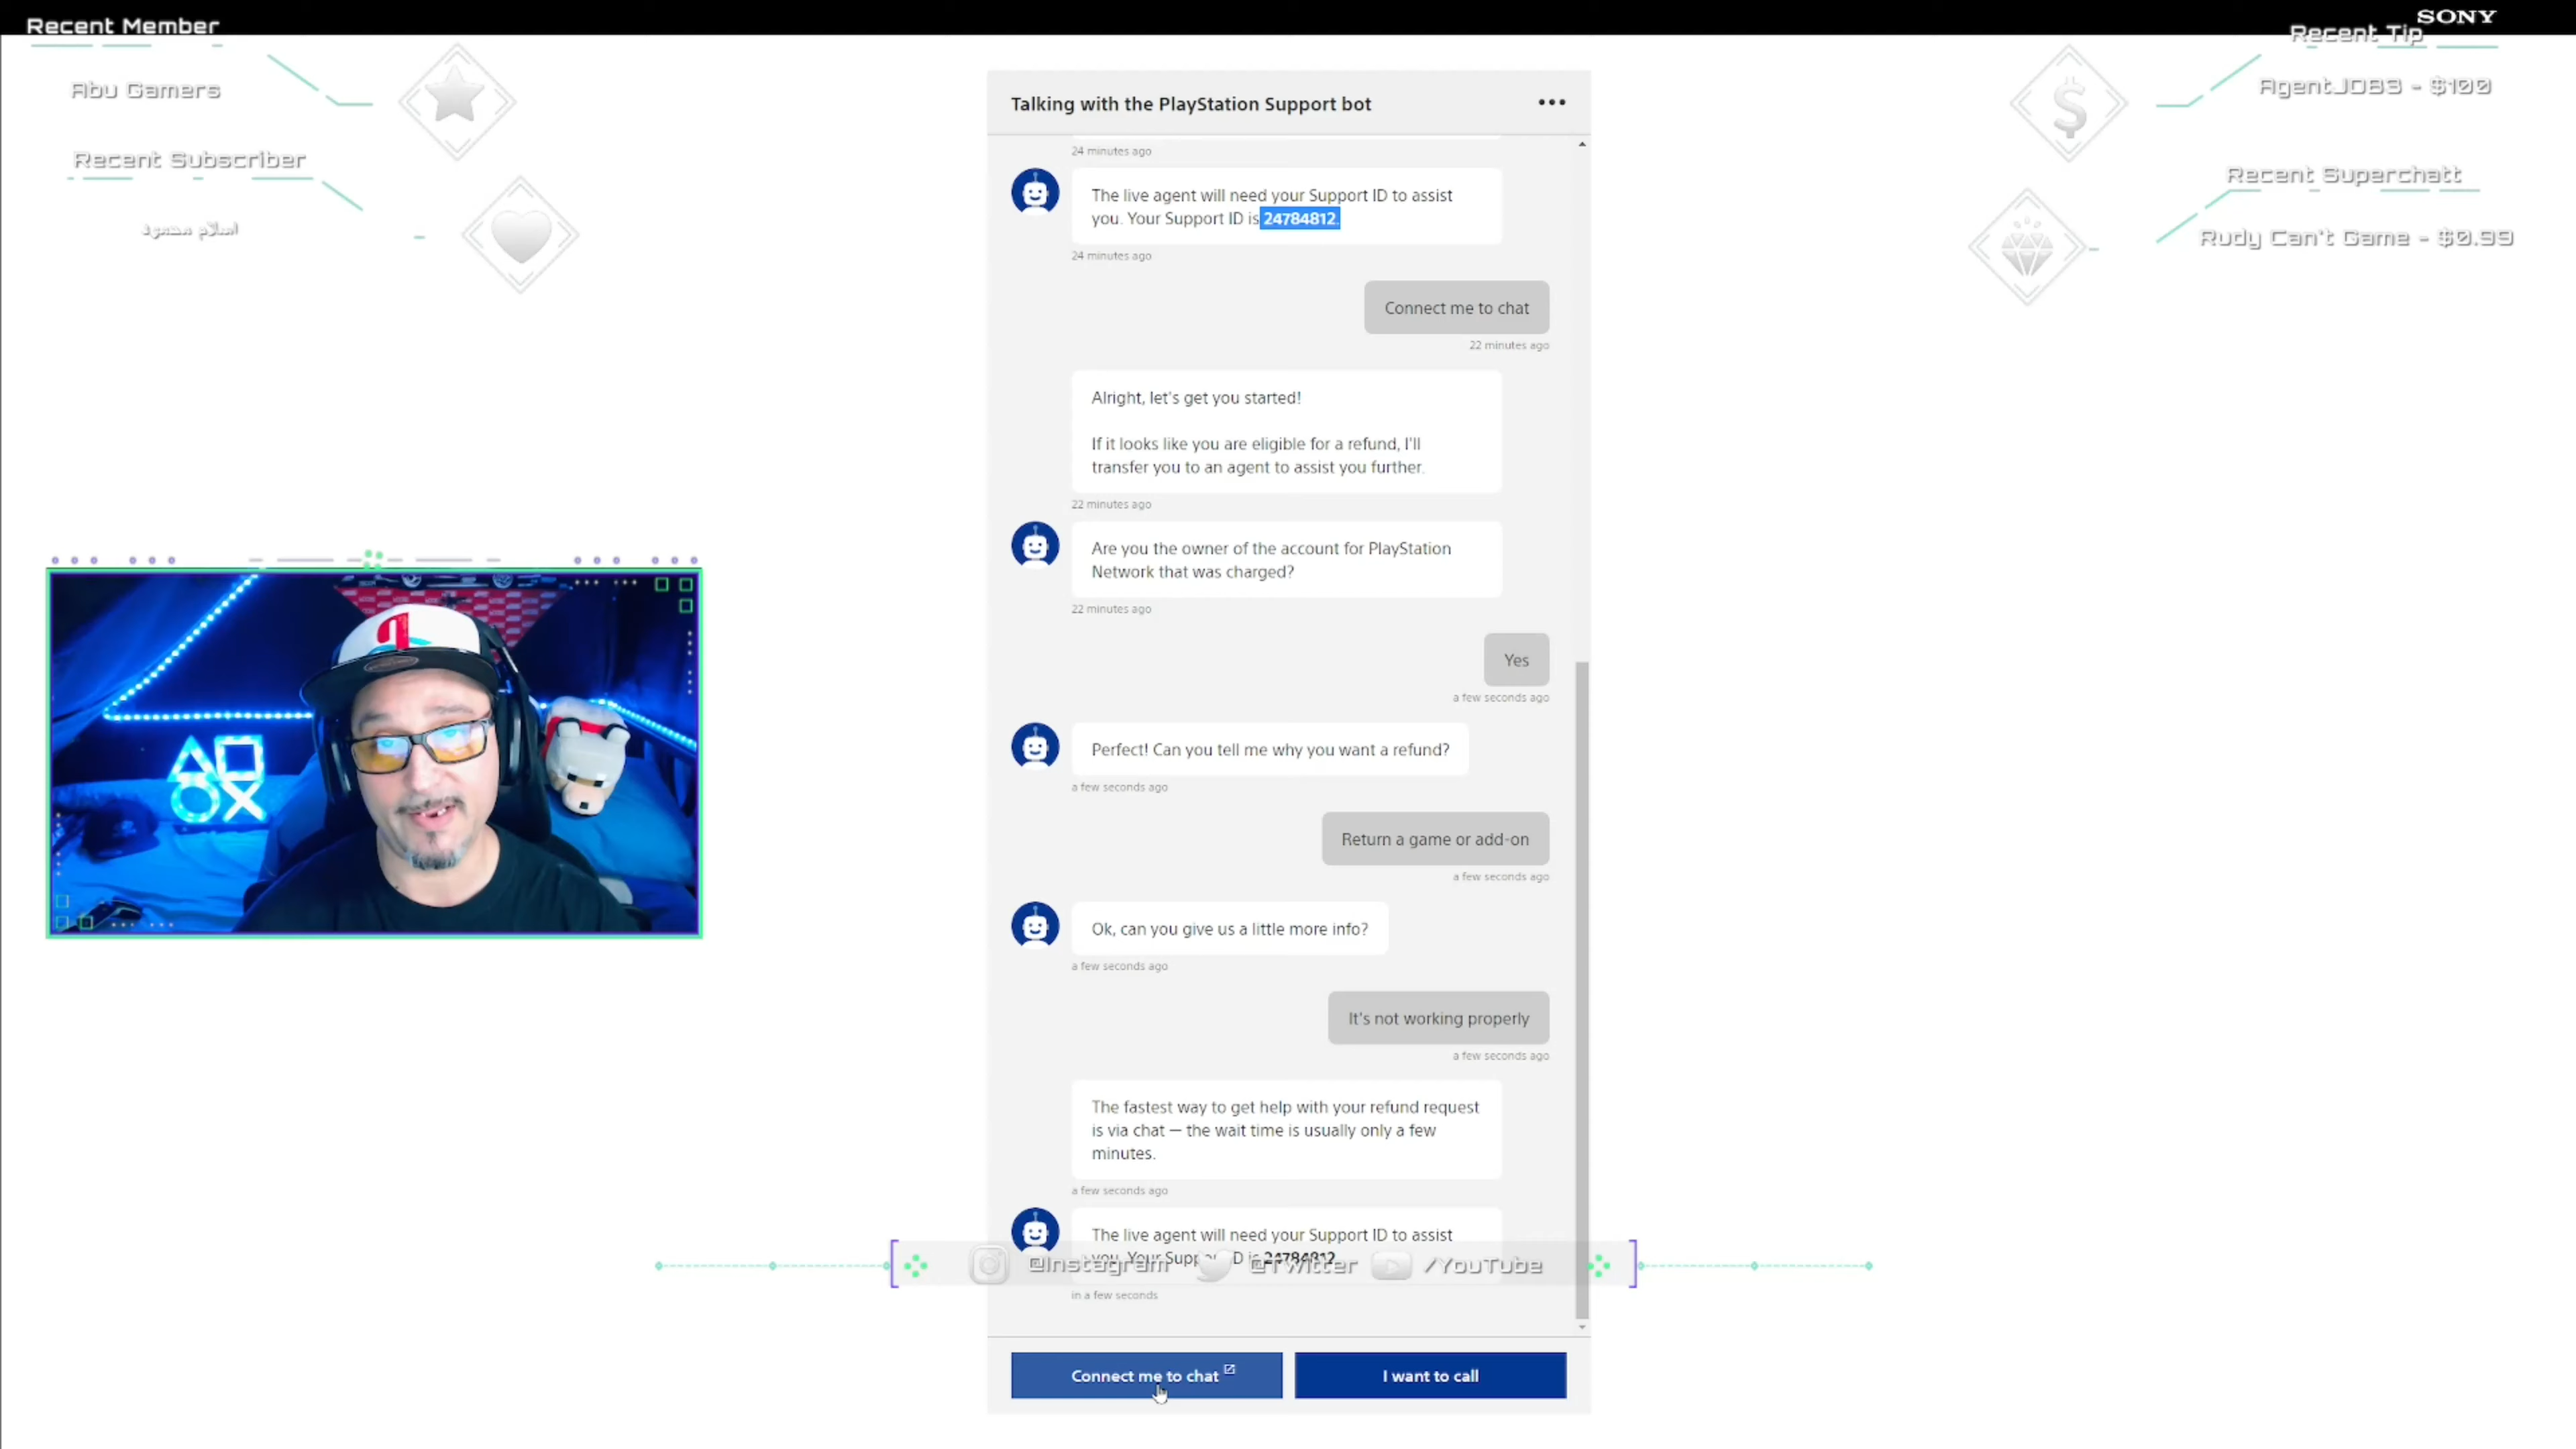 Recent Member
SONY
Recent Tip
Abu Gamers
AgentJDB3 - $100
Recent Subscriber
Recent Superchatt
اسلام محمود
Rudy Can't Game - $0.99
Talking with the PlayStation Support bot
24 minutes ago
The live agent will need your Support ID to assist
you. Your Support ID is 24784812.
24 minutes ago
Connect me to chat
22 minutes ago
Alright, let's get you started!
If it looks like you are eligible for a refund, I'll
transfer you to an agent to assist you further.
22 minutes ago
Are you the owner of the account for PlayStation
Network that was charged?
22 minutes ago
Yes
a few seconds ago
Perfect! Can you tell me why you want a refund?
a few seconds ago
Return a game or add-on
a few seconds ago
Ok, can you give us a little more info?
a few seconds ago
It's not working properly
a few seconds ago
The fastest way to get help with your refund request
is via chat — the wait time is usually only a few
minutes.
a few seconds ago
The live agent will need your Support ID to assist
you. Your Support ID is 24784812.
@Instagram @Twitter /YouTube
in a few seconds
Connect me to chat
I want to call